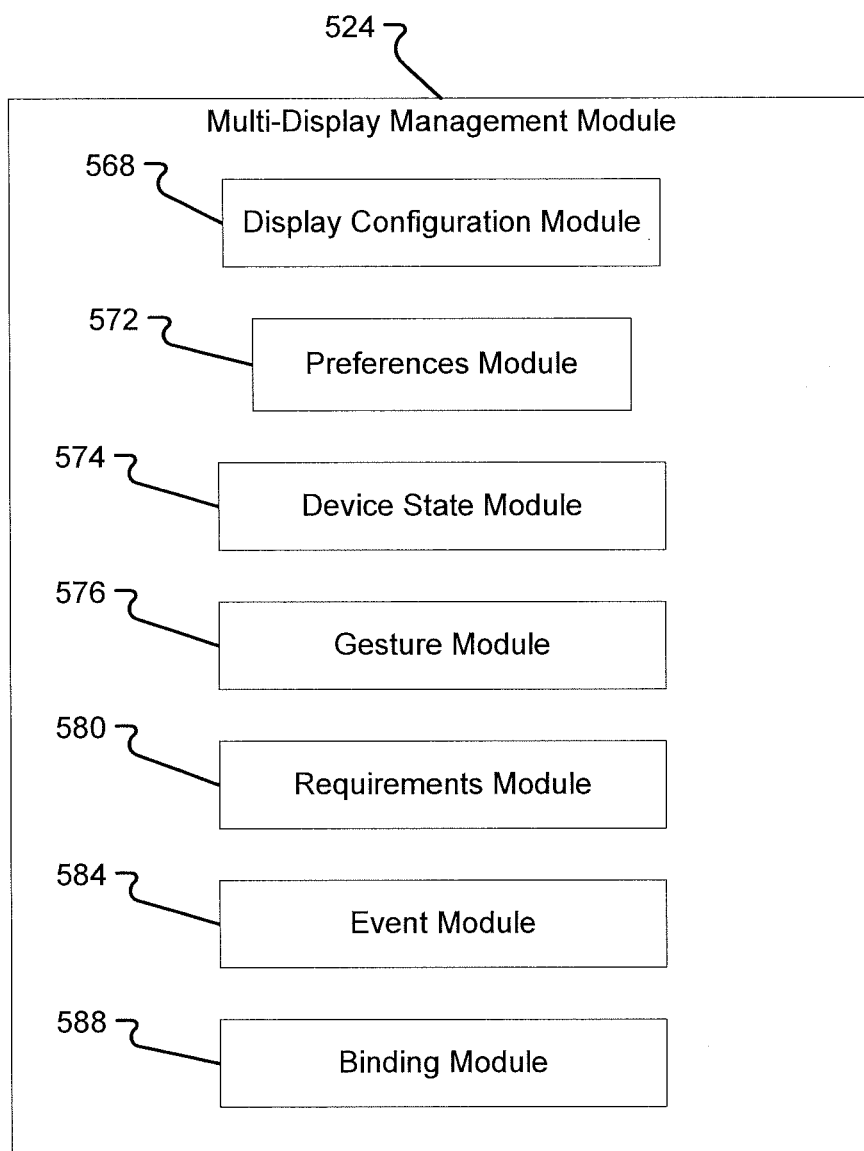 524
Multi-Display Management Module
568
Display Configuration Module
572
Preferences Module
574
Device State Module
576
Gesture Module
580
Requirements Module
584
Event Module
588
Binding Module